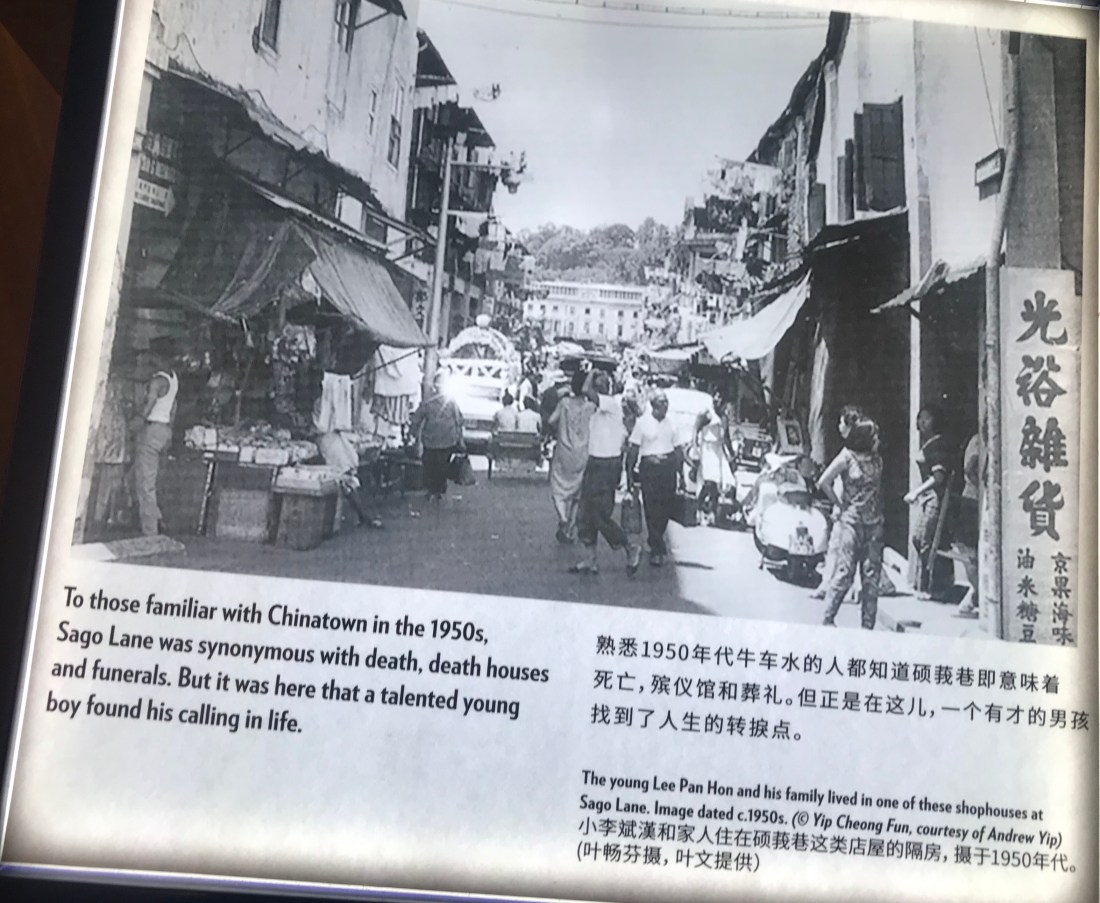 光裕雜貨
京果海味
油米糖豆
To those familiar with Chinatown in the 1950s,
Sago Lane was synonymous with death, death houses
and funerals. But it was here that a talented young
boy found his calling in life.
熟悉1950年代牛车水的人都知道硕莪巷即意味着
死亡，殡仪馆和葬礼。但正是在这儿，一个有才的男孩
找到了人生的转捩点。
The young Lee Pan Hon and his family lived in one of these shophouses at
Sago Lane. Image dated c.1950s. (© Yip Cheong Fun, courtesy of Andrew Yip)
小李斌漢和家人住在硕莪巷这类店屋的隔房，摄于1950年代。
(叶畅芬摄，叶文提供)